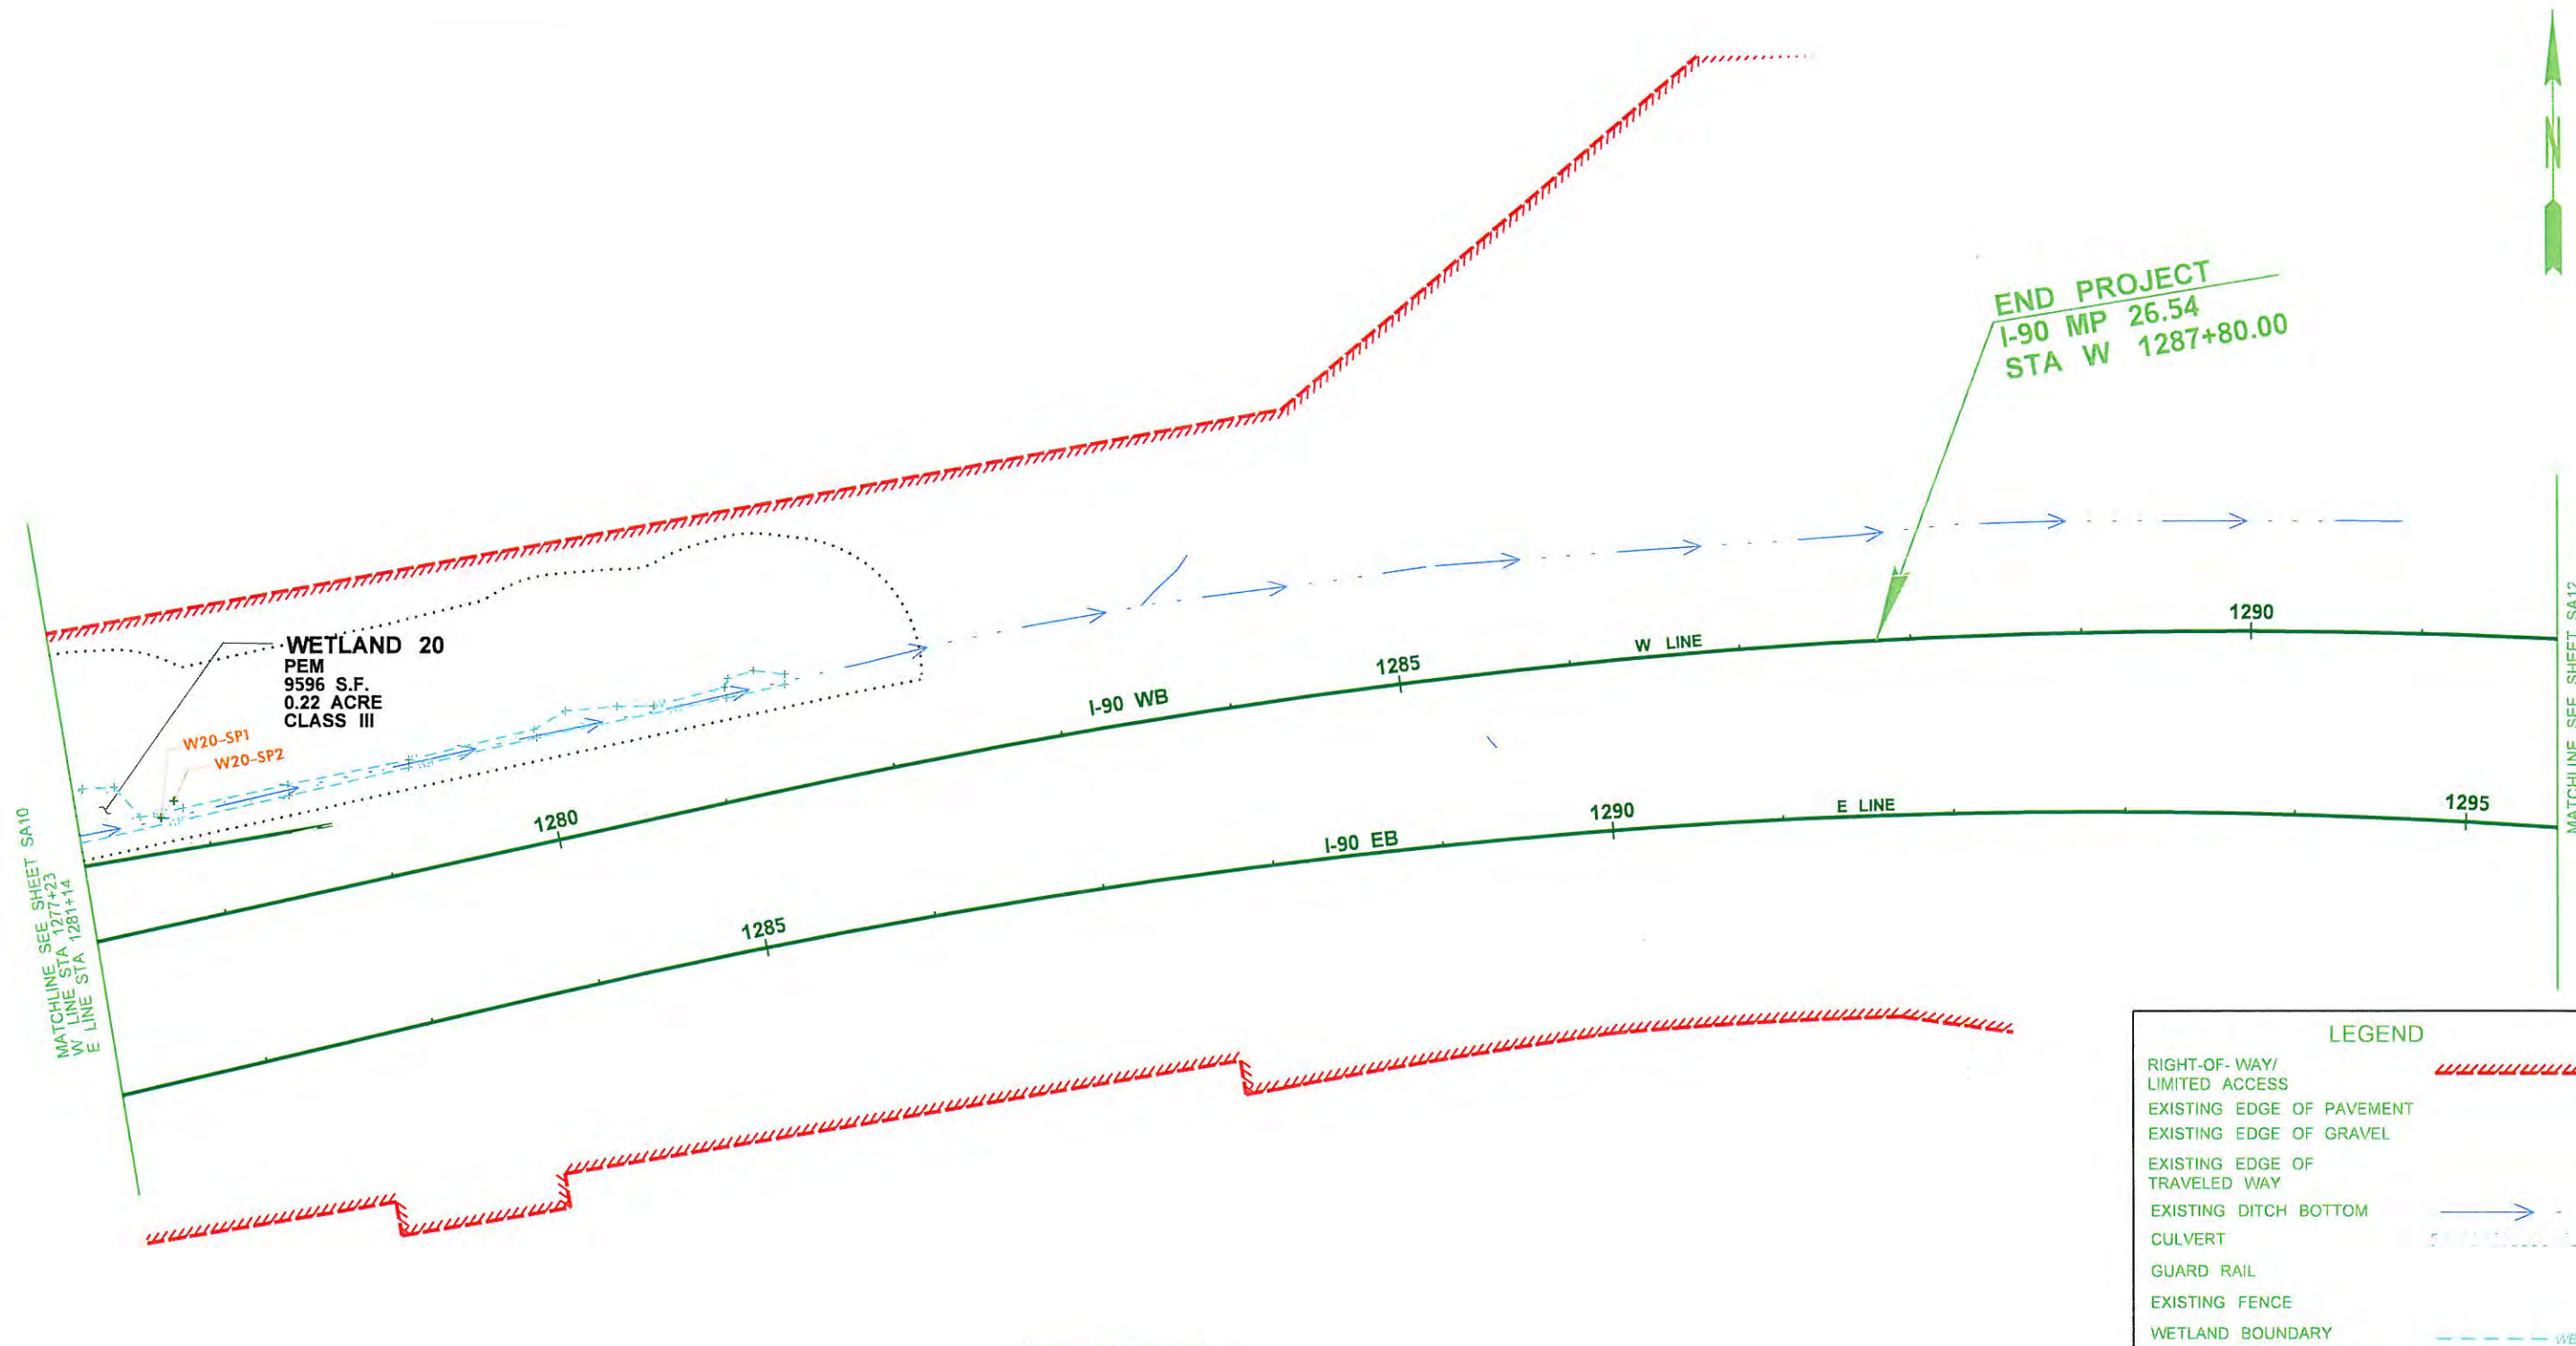 N
END PROJECT
I-90 MP 26.54
STA W 1287+80.00
1290
W LINE
1285
I-90 WB
WETLAND 20
PEM
9596 S.F.
0.22 ACRE
CLASS III
W20-SP1
W20-SP2
1280
1295
E LINE
1290
I-90 EB
1285
MATCHLINE SEE SHEET SA10
W LINE STA 1277+23
E LINE STA 1281+14
MATCHLINE SEE SHEET SA12
LEGEND
RIGHT-OF-WAY/
LIMITED ACCESS
EXISTING EDGE OF PAVEMENT
EXISTING EDGE OF GRAVEL
EXISTING EDGE OF
TRAVELED WAY
EXISTING DITCH BOTTOM
CULVERT
GUARD RAIL
EXISTING FENCE
WETLAND BOUNDARY